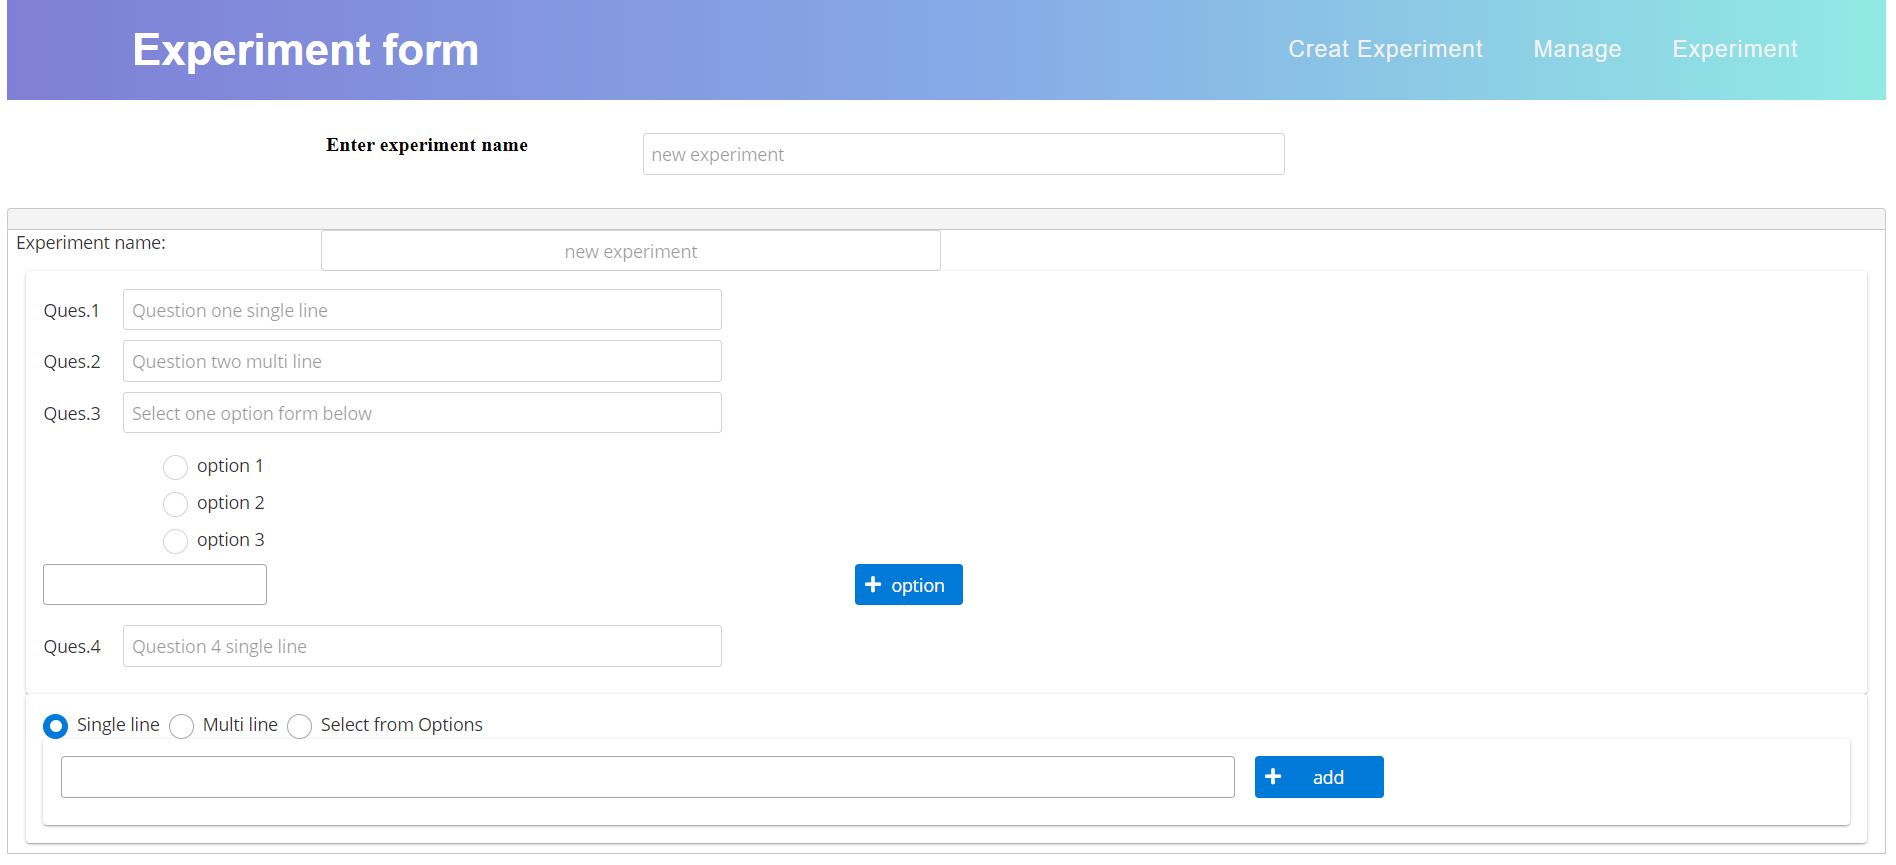 Experiment form
Creat Experiment Manage Experiment
Enter experiment name
new experiment
Experiment name:
new experiment
Ques.1 Question one single line
Ques.2 Question two multi line
Ques.3 Select one option form below
option 1
option 2
option 3
+ option
Ques.4 Question 4 single line
Single line Multi line Select from Options
+ add